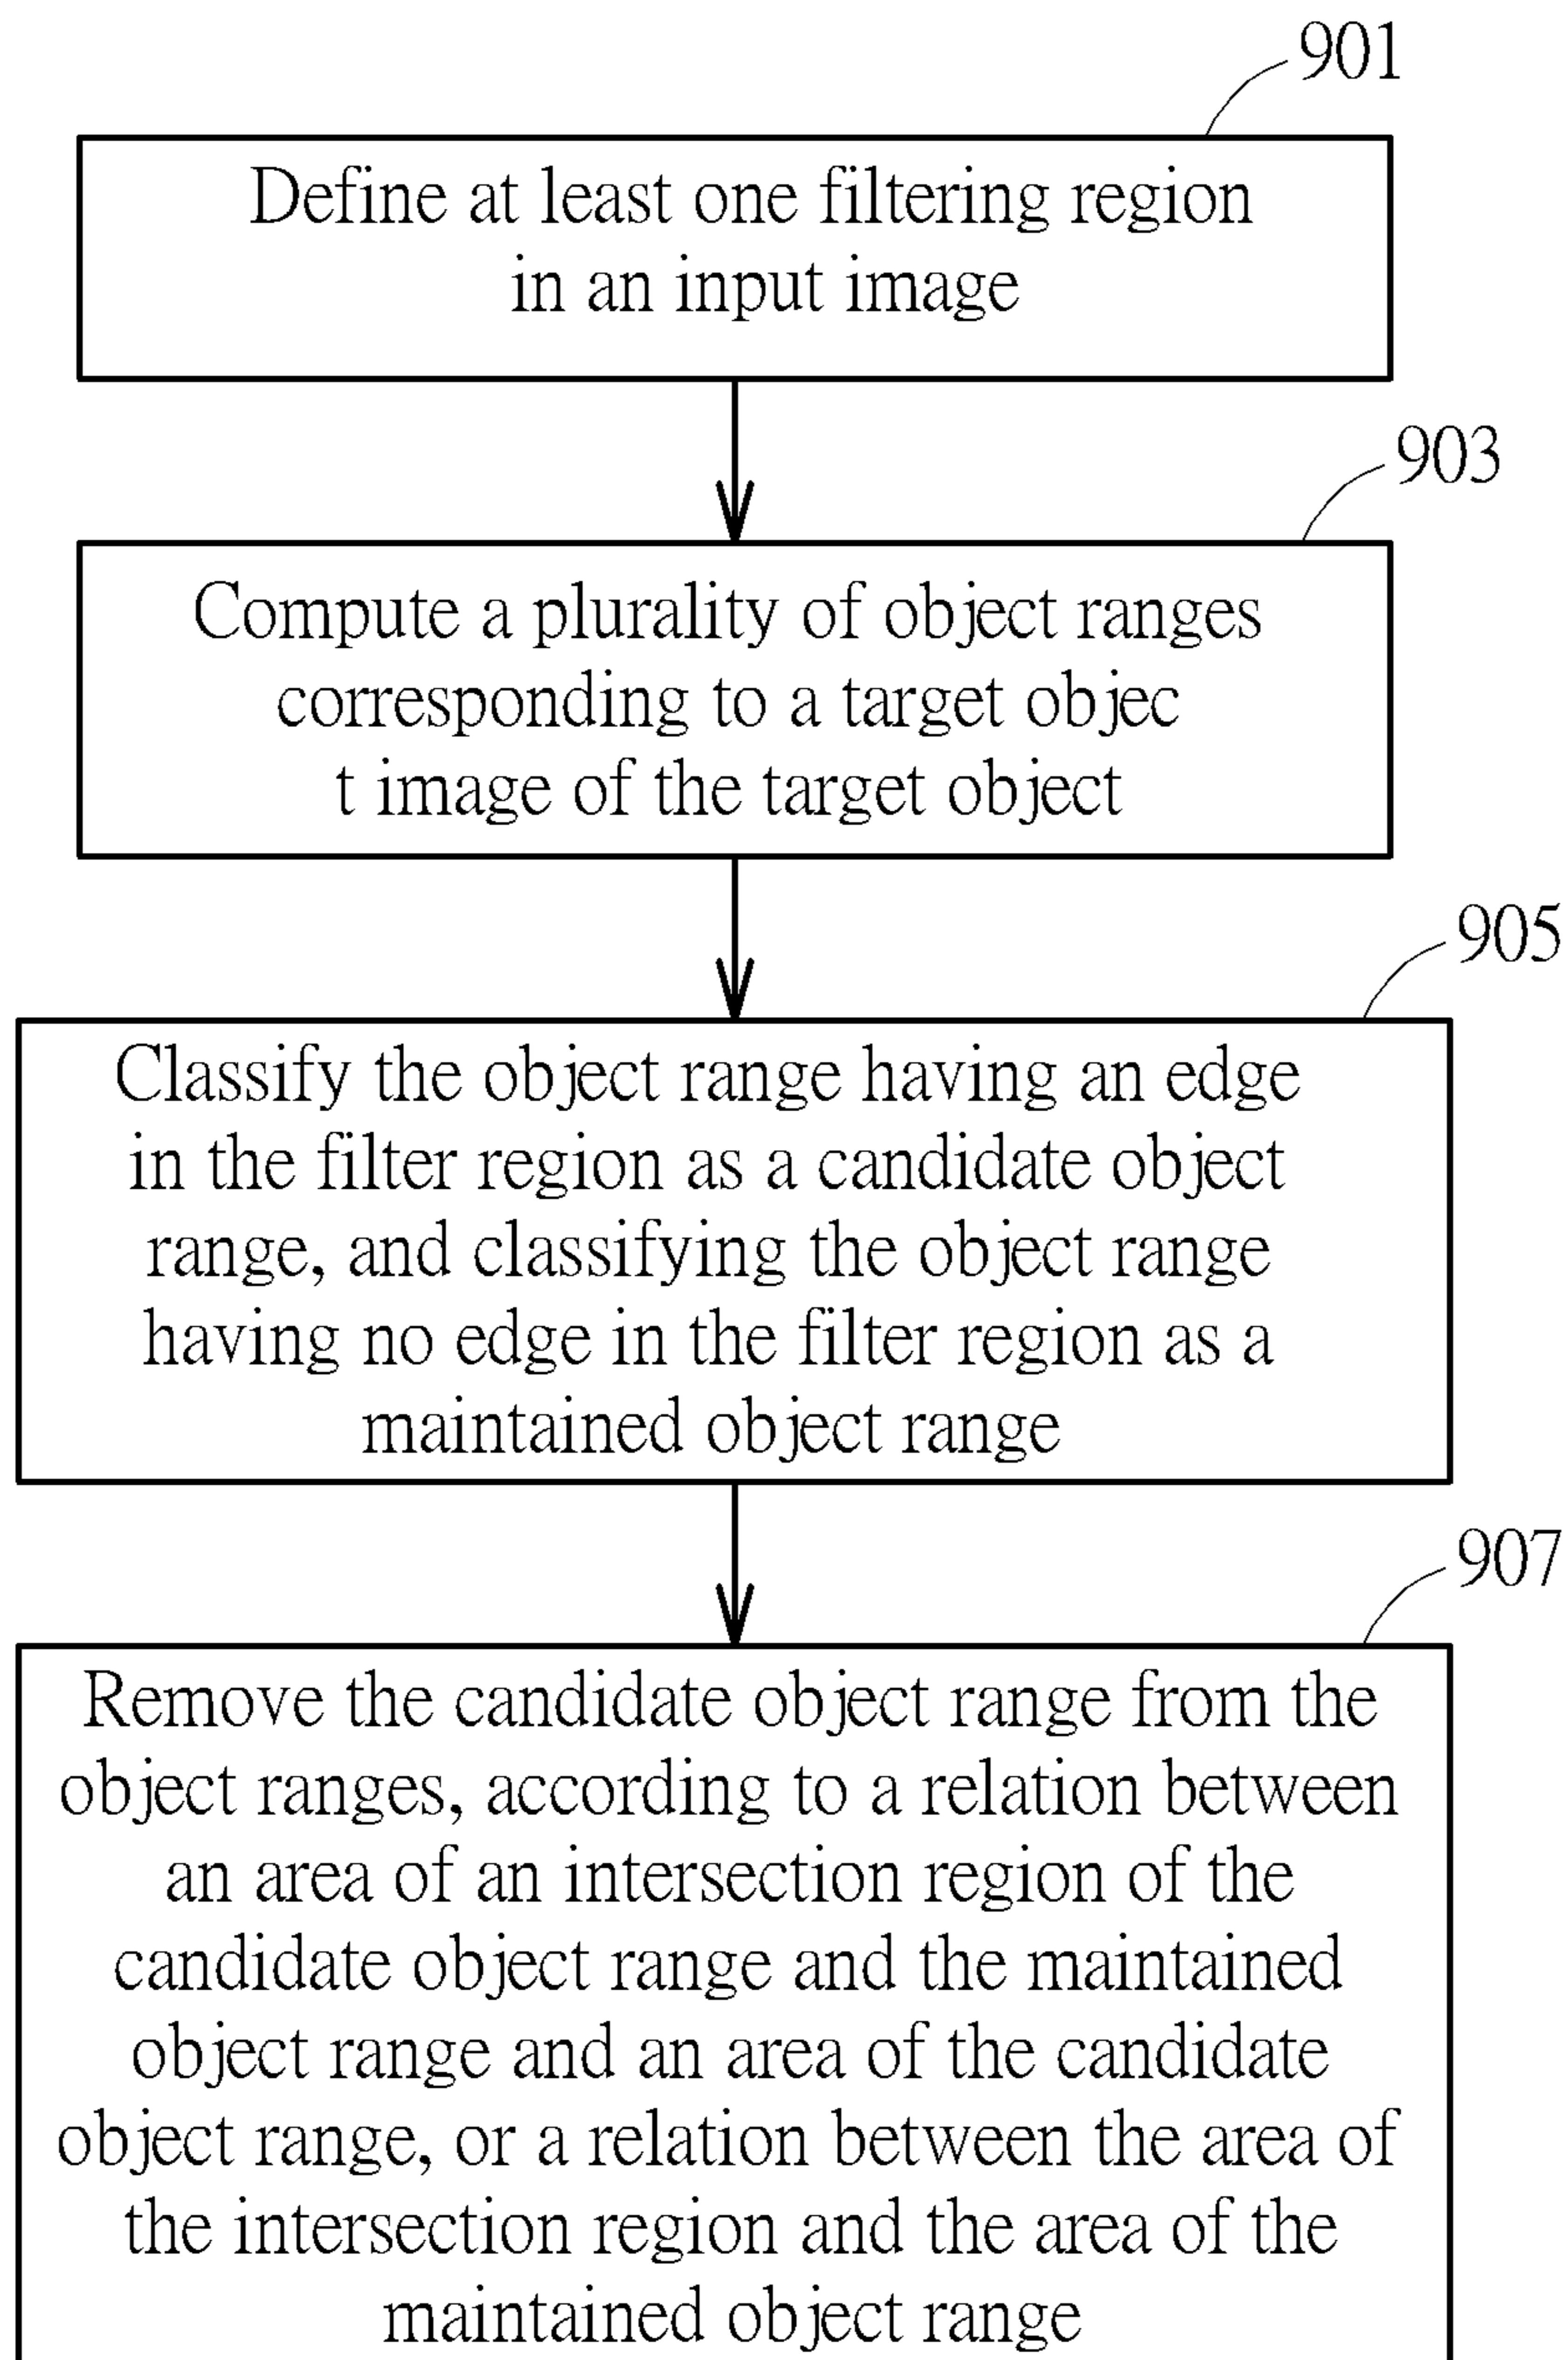 901
Define at least one filtering region
in an input image
903
Compute a plurality of object ranges
corresponding to a target objec
t image of the target object
905
Classify the object range having an edge
in the filter region as a candidate object
range, and classifying the object range
having no edge in the filter region as a
maintained object range
907
Remove the candidate object range from the
object ranges, according to a relation between
an area of an intersection region of the
candidate object range and the maintained
object range and an area of the candidate
object range, or a relation between the area of
the intersection region and the area of the
maintained object range